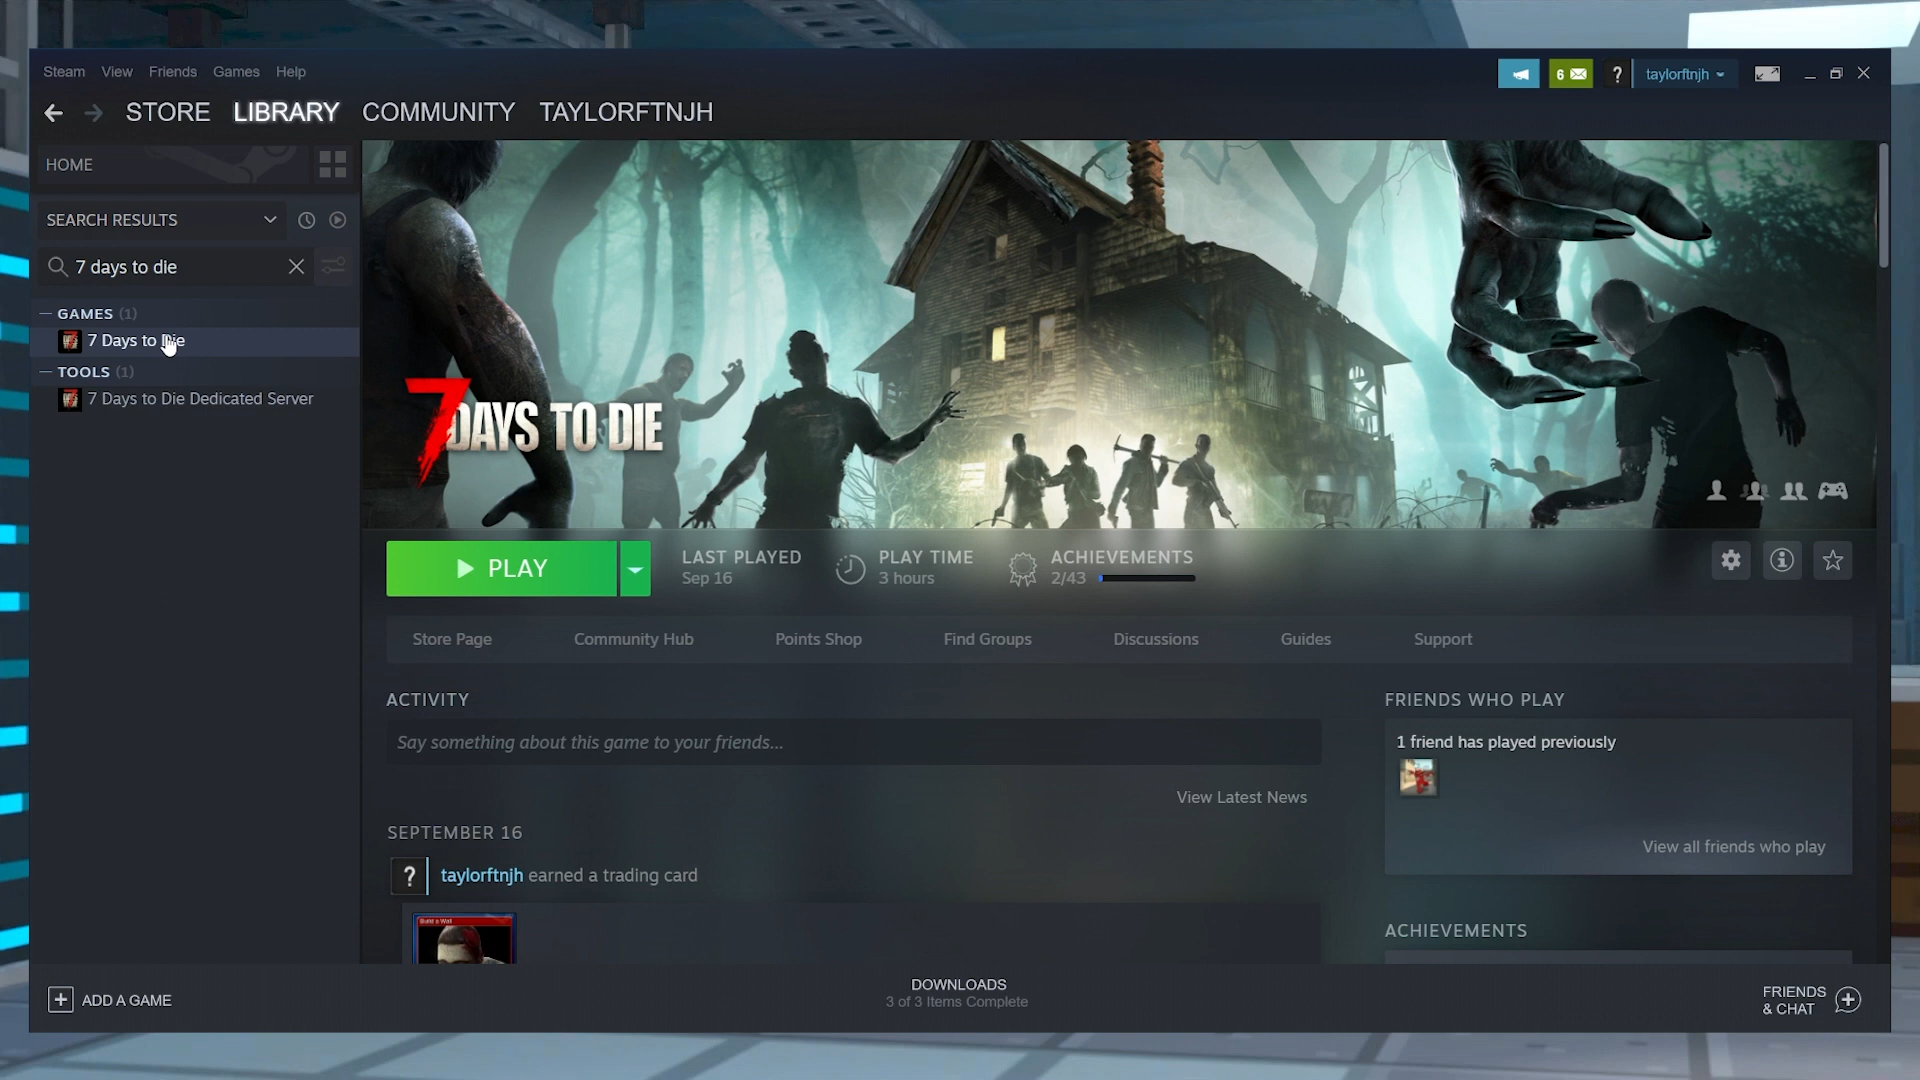 Steam View Friends Games Help
6
?
taylorftnjh
STORE LIBRARY COMMUNITY TAYLORFTNJH
HOME
SEARCH RESULTS
7 days to die
GAMES (1)
7 Days to Die
TOOLS (1)
7 Days to Die Dedicated Server
7 DAYS TO DIE
PLAY
LAST PLAYED
Sep 16
PLAY TIME
3 hours
ACHIEVEMENTS
2/43
Store Page Community Hub Points Shop Find Groups Discussions Guides Support
ACTIVITY
Say something about this game to your friends...
View Latest News
SEPTEMBER 16
?
taylorftnjh earned a trading card
Build a Wall
FRIENDS WHO PLAY
1 friend has played previously
View all friends who play
ACHIEVEMENTS
ADD A GAME
DOWNLOADS
3 of 3 Items Complete
FRIENDS
& CHAT